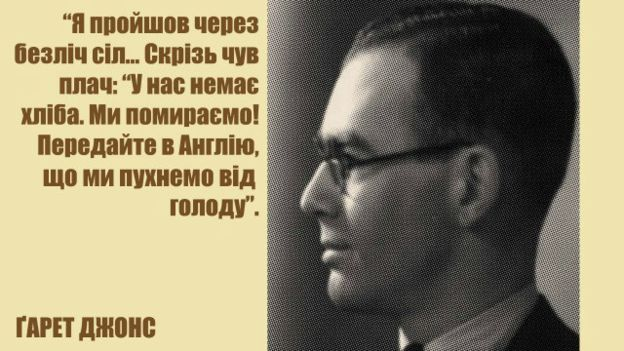 “Я пройшов через
безліч сіл... Скрізь чув
плач: “У нас немає
хліба. Ми помираємо!
Передайте в Англію,
що ми пухнемо від
голоду”.
ҐАРЕТ ДЖОНС